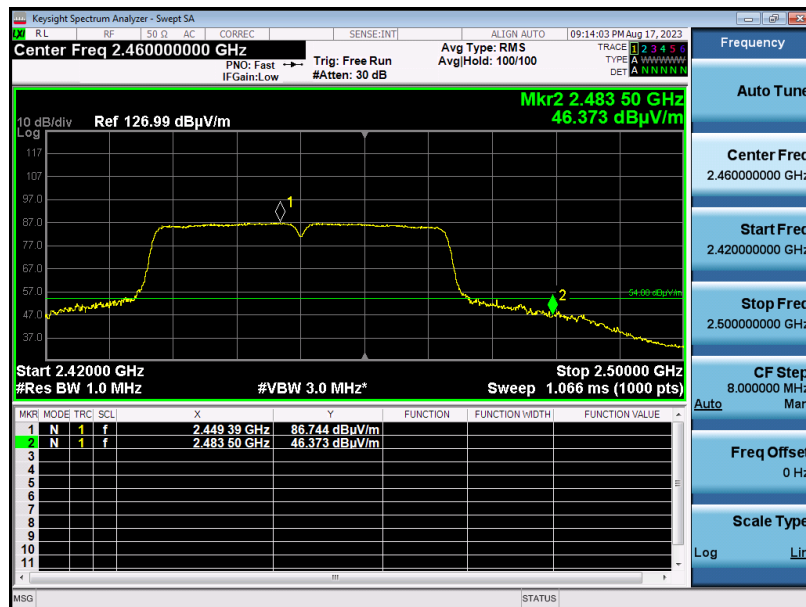 Keysight Spectrum Analyzer - Swept SA
LXI RL RF 50 Ω AC CORREC SENSE:INT ALIGN AUTO 09:14:03 PM Aug 17, 2023
Center Freq 2.460000000 GHz
PNO: Fast
IFGain:Low
Trig: Free Run
#Atten: 30 dB
Avg Type: RMS
Avg|Hold: 100/100
TRACE 1 2 3 4 5 6
TYPE A W W W W W
DET A N N N N N
Mkr2 2.483 50 GHz
46.373 dBµV/m
10 dB/div Ref 126.99 dBµV/m
Log
117
107
97.0
87.0
77.0
67.0
57.0
47.0
37.0
1
2
54.00 dBµV/m
Start 2.42000 GHz Stop 2.50000 GHz
#Res BW 1.0 MHz #VBW 3.0 MHz* Sweep 1.066 ms (1000 pts)
MKR MODE TRC SCL X Y FUNCTION FUNCTION WIDTH FUNCTION VALUE
1 N 1 f 2.449 39 GHz 86.744 dBµV/m
2 N 1 f 2.483 50 GHz 46.373 dBµV/m
3
4
5
6
7
8
9
10
11
MSG STATUS
Frequency
Auto Tune
Center Freq
2.460000000 GHz
Start Freq
2.420000000 GHz
Stop Freq
2.500000000 GHz
CF Step
8.000000 MHz
Auto Man
Freq Offset
0 Hz
Scale Type
Log Lin